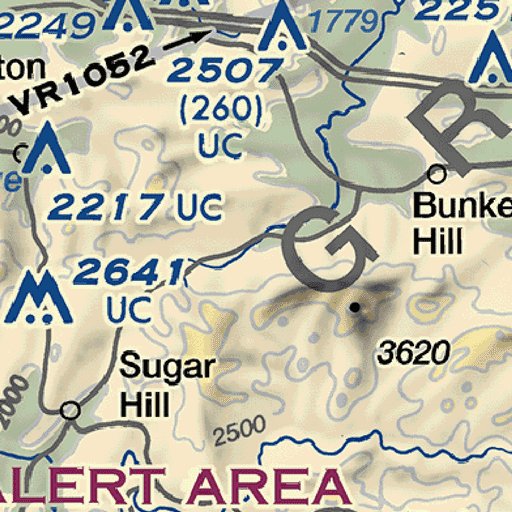 2249
1779
225
ton
VR1052
2507
(260)
UC
R
2217 UC
Bunke
Hill
G
2641
UC
3620
Sugar
Hill
2000
2500
ALERT AREA